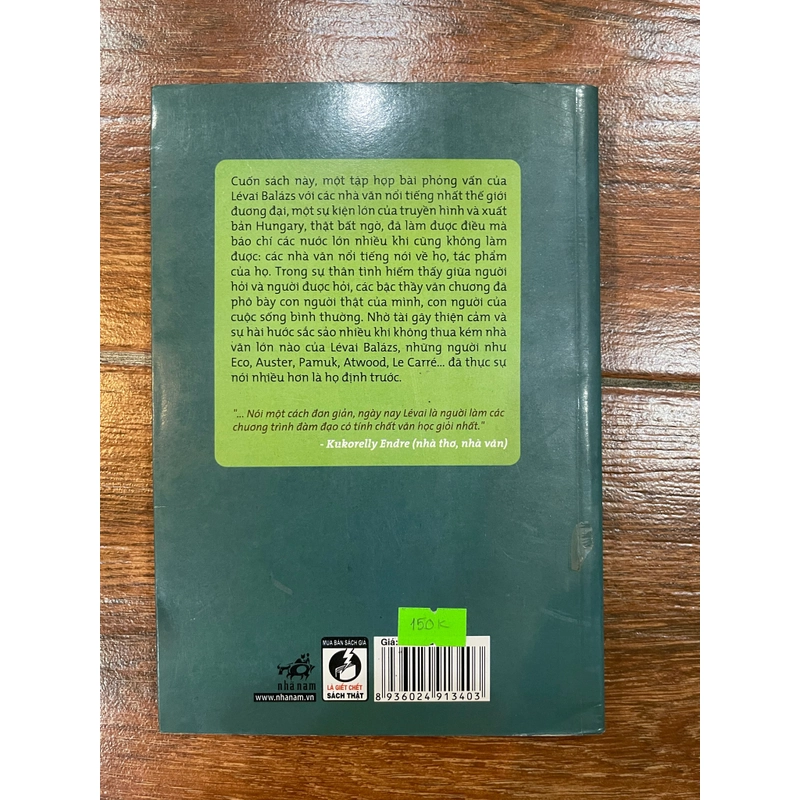 Cuốn sách này, một tập hợp bài phỏng vấn của
Lévai Balázs với các nhà văn nổi tiếng nhất thế giới
đương đại, một sự kiện lớn của truyền hình và xuất
bản Hungary, thật bất ngờ, đã làm được điều mà
báo chí các nước lớn nhiều khi cũng không làm
được: các nhà văn nổi tiếng nói về họ, tác phẩm
của họ. Trong sự thân tình hiếm thấy giữa người
hỏi và người được hỏi, các bậc thầy văn chương đã
phô bày con người thật của mình, con người của
cuộc sống bình thường. Nhờ tài gây thiện cảm và
sự hài hước sắc sảo nhiều khi không thua kém nhà
văn lớn nào của Lévai Balázs, những người như
Eco, Auster, Pamuk, Atwood, Le Carré... đã thực sự
nói nhiều hơn là họ định trước.
"... Nói một cách đơn giản, ngày nay Lévai là người làm các
chương trình đàm đạo có tính chất văn học giỏi nhất."
- Kukorelly Endre (nhà thơ, nhà văn)
150K
Giá:
MUA BÁN SÁCH GIẢ
LÀ GIẾT CHẾT
SÁCH THẬT
nhã nam
www.nhanam.vn
8 936024 913403